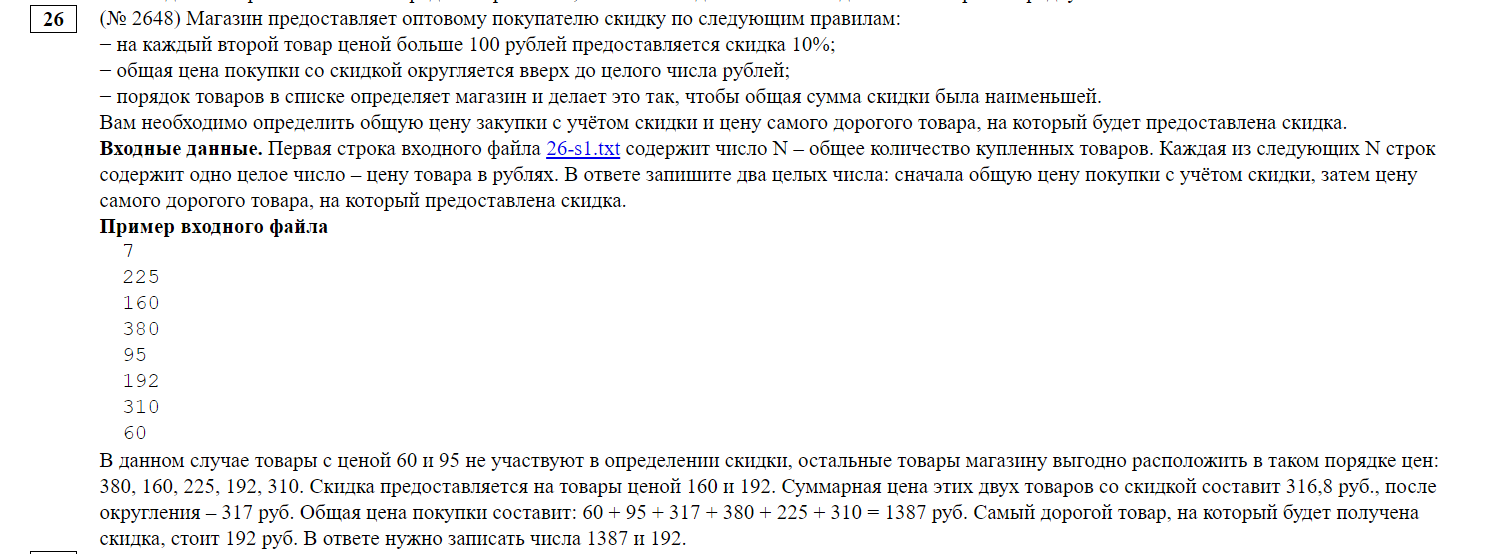 26
(№ 2648) Магазин предоставляет оптовому покупателю скидку по следующим правилам:
− на каждый второй товар ценой больше 100 рублей предоставляется скидка 10%;
− общая цена покупки со скидкой округляется вверх до целого числа рублей;
− порядок товаров в списке определяет магазин и делает это так, чтобы общая сумма скидки была наименьшей.
Вам необходимо определить общую цену закупки с учётом скидки и цену самого дорогого товара, на который будет предоставлена скидка.
Входные данные. Первая строка входного файла 26-s1.txt содержит число N – общее количество купленных товаров. Каждая из следующих N строк
содержит одно целое число – цену товара в рублях. В ответе запишите два целых числа: сначала общую цену покупки с учётом скидки, затем цену
самого дорогого товара, на который предоставлена скидка.
Пример входного файла
7
225
160
380
95
192
310
60
В данном случае товары с ценой 60 и 95 не участвуют в определении скидки, остальные товары магазину выгодно расположить в таком порядке цен:
380, 160, 225, 192, 310. Скидка предоставляется на товары ценой 160 и 192. Суммарная цена этих двух товаров со скидкой составит 316,8 руб., после
округления – 317 руб. Общая цена покупки составит: 60 + 95 + 317 + 380 + 225 + 310 = 1387 руб. Самый дорогой товар, на который будет получена
скидка, стоит 192 руб. В ответе нужно записать числа 1387 и 192.